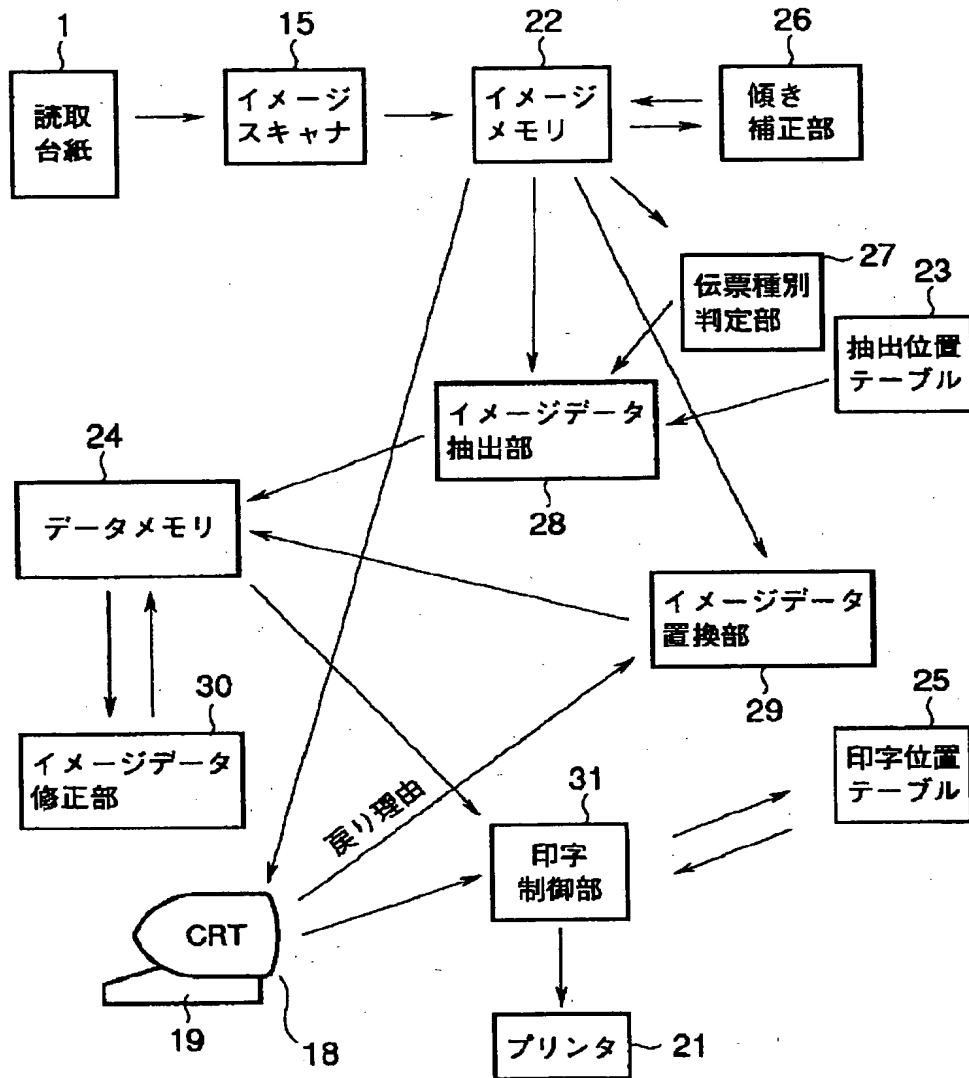 1
15
22
26
読取
台紙
イメージ
スキャナ
イメージ
メモリ
傾き
補正部
27
23
伝票種別
判定部
抽出位置
テーブル
イメージデータ
抽出部
24
28
データメモリ
イメージデータ
置換部
29
25
30
イメージデータ
修正部
戻り理由
31
印字位置
テーブル
印字
制御部
CRT
19
18
プリンタ
21